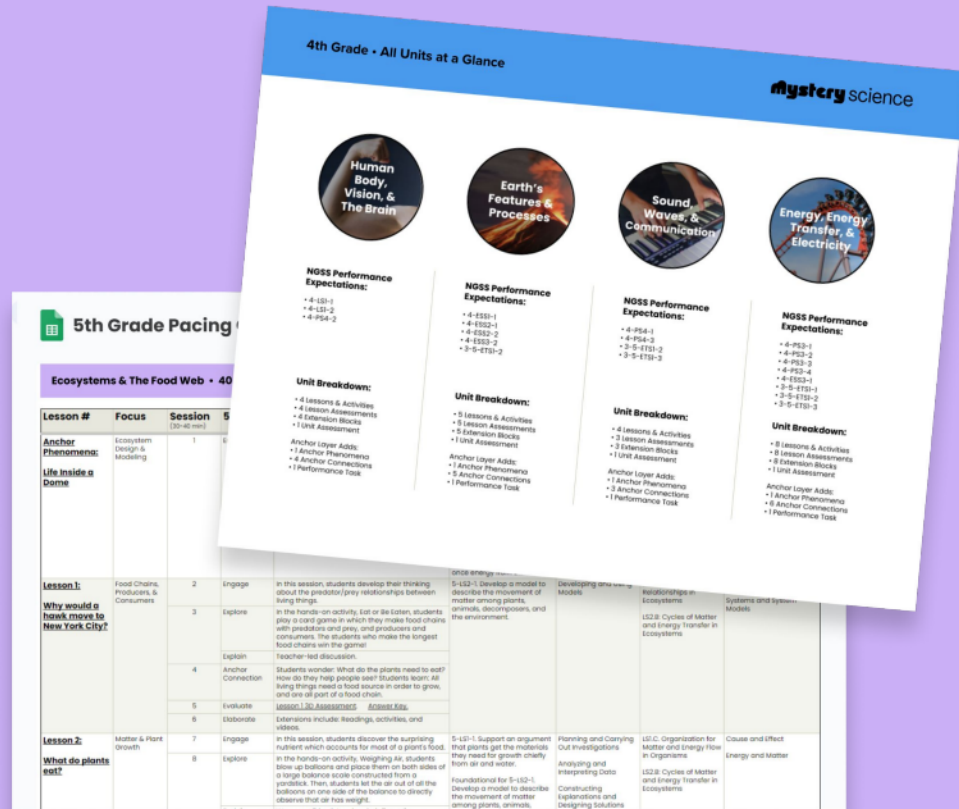 4th Grade • All Units at a Glance
mystery science
Human
Body,
Vision, &
The Brain
Earth's
Features &
Processes
Sound,
Waves, &
Communication
Energy, Energy
Transfer, &
Electricity
NGSS Performance
Expectations:
• 4-LS1-1
• 4-LS1-2
• 4-PS4-2
Unit Breakdown:
• 4 Lessons & Activities
• 4 Lesson Assessments
• 4 Extension Blocks
• 1 Unit Assessment
Anchor Layer Adds:
• 1 Anchor Phenomena
• 4 Anchor Connections
• 1 Performance Task
NGSS Performance
Expectations:
• 4-ESS1-1
• 4-ESS2-1
• 4-ESS2-2
• 4-ESS3-2
• 3-5-ETS1-2
Unit Breakdown:
• 5 Lessons & Activities
• 5 Lesson Assessments
• 5 Extension Blocks
• 1 Unit Assessment
Anchor Layer Adds:
• 1 Anchor Phenomena
• 5 Anchor Connections
• 1 Performance Task
NGSS Performance
Expectations:
• 4-PS4-1
• 4-PS4-3
• 3-5-ETS1-2
• 3-5-ETS1-3
Unit Breakdown:
• 4 Lessons & Activities
• 3 Lesson Assessments
• 3 Extension Blocks
• 1 Unit Assessment
Anchor Layer Adds:
• 1 Anchor Phenomena
• 3 Anchor Connections
• 1 Performance Task
NGSS Performance
Expectations:
• 4-PS3-1
• 4-PS3-2
• 4-PS3-3
• 4-PS3-4
• 4-ESS3-1
• 3-5-ETS1-1
• 3-5-ETS1-2
• 3-5-ETS1-3
Unit Breakdown:
• 8 Lessons & Activities
• 8 Lesson Assessments
• 8 Extension Blocks
• 1 Unit Assessment
Anchor Layer Adds:
• 1 Anchor Phenomena
• 6 Anchor Connections
• 1 Performance Task
5th Grade Pacing
Ecosystems & The Food Web • 40
Lesson #
Focus
Session
(30-40 min)
5
Anchor
Phenomena:
Life Inside a
Dome
Ecosystem
Design &
Modeling
1
E
once energy from
Lesson 1:
Why would a
hawk move to
New York City?
Food Chains,
Producers, &
Consumers
2
Engage
In this session, students develop their thinking
about the predator/prey relationships between
living things.
3
Explore
In the hands-on activity, Eat or Be Eaten, students
play a card game in which they make food chains
with predators and prey, and producers and
consumers. The students who make the longest
food chains win the game!
Explain
Teacher-led discussion.
4
Anchor
Connection
Students wonder: What do the plants need to eat?
How do they help people see? Students learn: All
living things need a food source in order to grow,
and are all part of a food chain.
5
Evaluate
Lesson 1 3D Assessment. Answer Key.
6
Elaborate
Extensions include: Readings, activities, and
videos.
5-LS2-1. Develop a model to
describe the movement of
matter among plants,
animals, decomposers, and
the environment.
Developing and Using
Models
Relationships in
Ecosystems
LS2.B: Cycles of Matter
and Energy Transfer in
Ecosystems
Systems and System
Models
Lesson 2:
What do plants
eat?
Matter & Plant
Growth
7
Engage
In this session, students discover the surprising
nutrient which accounts for most of a plant's food.
8
Explore
In the hands-on activity, Weighing Air, students
blow up balloons and place them on both sides of
a large balance scale constructed from a
yardstick. Then, students let the air out of all the
balloons on one side of the balance to directly
observe that air has weight.
5-LS1-1. Support an argument
that plants get the materials
they need for growth chiefly
from air and water.
Foundational for 5-LS2-1.
Develop a model to describe
the movement of matter
among plants, animals,
Planning and Carrying
Out Investigations
Analyzing and
Interpreting Data
Constructing
Explanations and
Designing Solutions
LS1.C: Organization for
Matter and Energy Flow
in Organisms
LS2.B: Cycles of Matter
and Energy Transfer in
Ecosystems
Cause and Effect
Energy and Matter